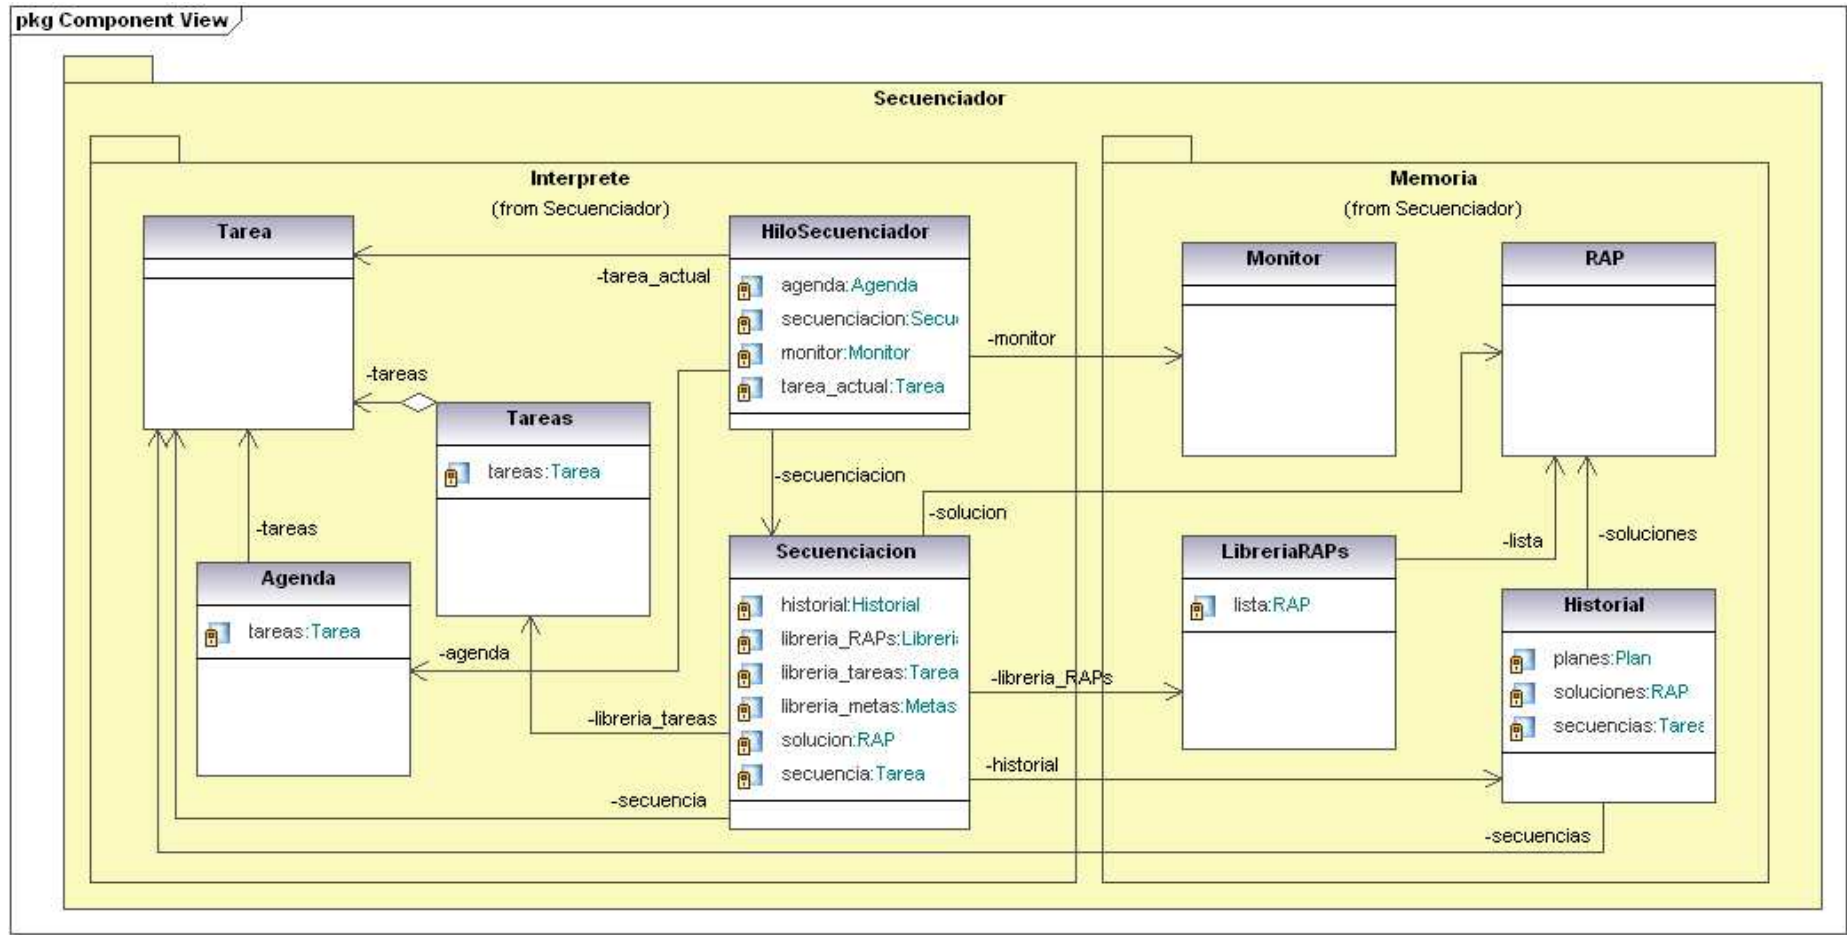 pkg Component View
Secuenciador
Interprete
(from Secuenciador)
Memoria
(from Secuenciador)
Tarea
HiloSecuenciador
agenda:Agenda
secuenciacion:Secu
monitor:Monitor
tarea_actual:Tarea
-tarea_actual
Monitor
RAP
-monitor
-tareas
Tareas
tareas:Tarea
-secuenciacion
-solucion
-tareas
Agenda
tareas:Tarea
-agenda
-libreria_tareas
-secuencia
Secuenciacion
historial:Historial
libreria_RAPs:Libreri
libreria_tareas:Tarea
libreria_metas:Metas
solucion:RAP
secuencia:Tarea
-libreria_RAPs
-historial
LibreriaRAPs
lista:RAP
-lista
-soluciones
Historial
planes:Plan
soluciones:RAP
secuencias:Tarea
-secuencias